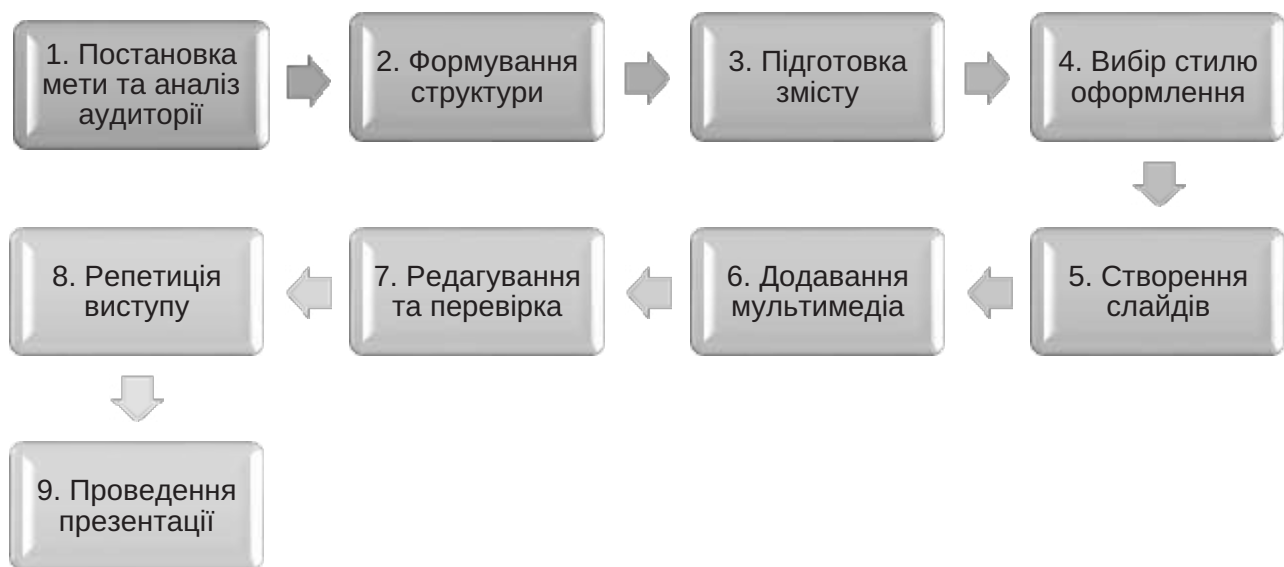 1. Постановка
мети та аналіз
аудиторії
2. Формування
структури
3. Підготовка
змісту
4. Вибір стилю
оформлення
5. Створення
слайдів
6. Додавання
мультимедіа
7. Редагування
та перевірка
8. Репетиція
виступу
9. Проведення
презентації